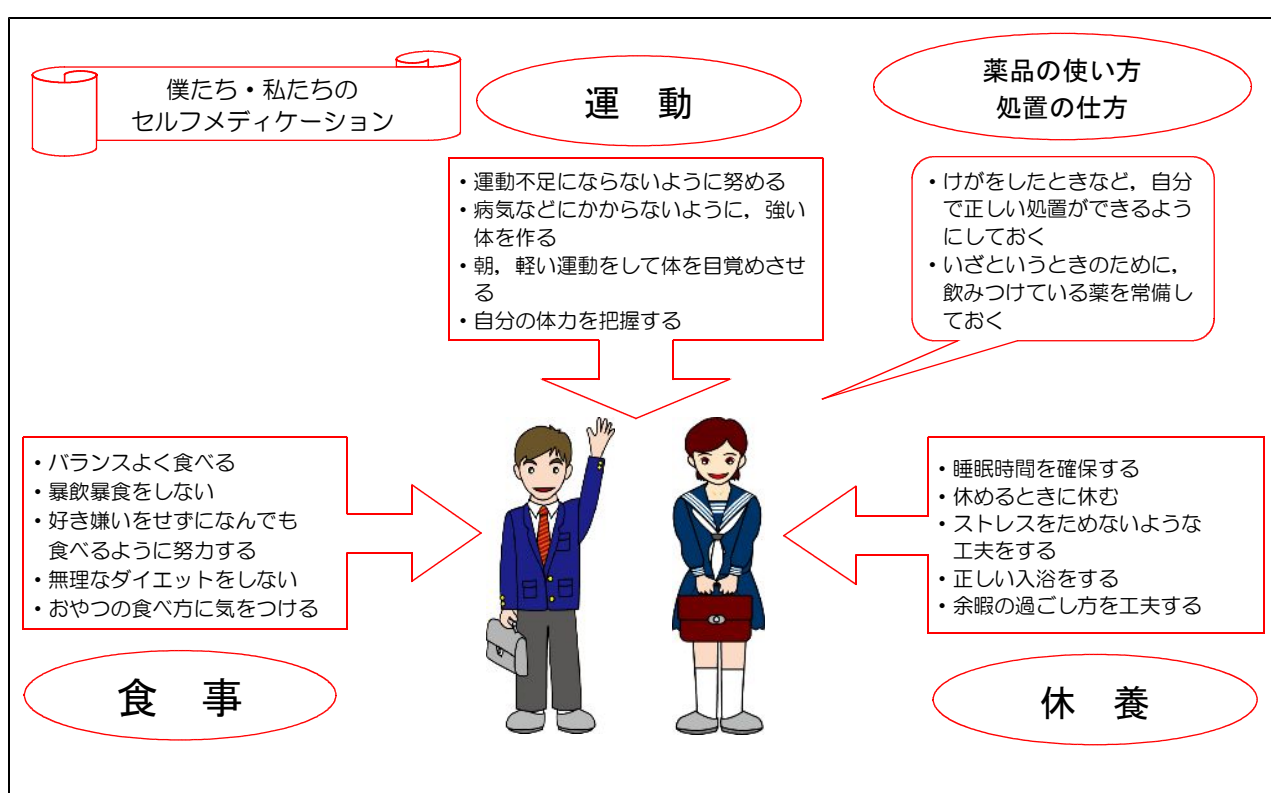 僕たち・私たちの
セルフメディケーション
運　動
・運動不足にならないように努める
・病気などにかからないように，強い
体を作る
・朝，軽い運動をして体を目覚めさせ
る
・自分の体力を把握する
薬品の使い方
処置の仕方
・けがをしたときなど，自分
で正しい処置ができるよう
にしておく
・いざというときのために，
飲みつけている薬を常備し
ておく
・バランスよく食べる
・暴飲暴食をしない
・好き嫌いをせずになんでも
食べるように努力する
・無理なダイエットをしない
・おやつの食べ方に気をつける
食　事
・睡眠時間を確保する
・休めるときに休む
・ストレスをためないような
工夫をする
・正しい入浴をする
・余暇の過ごし方を工夫する
休　養